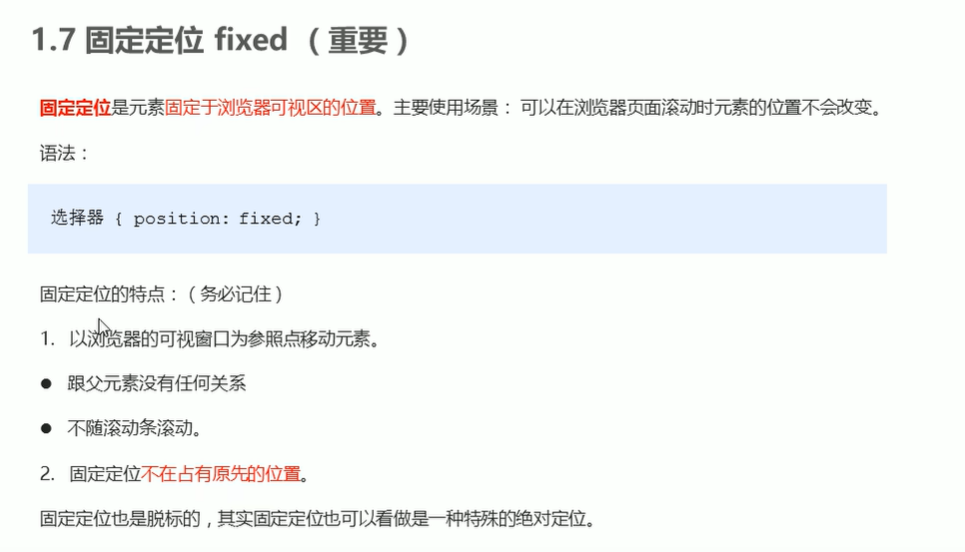 1.7 固定定位 fixed （重要）
固定定位是元素固定于浏览器可视区的位置。主要使用场景： 可以在浏览器页面滚动时元素的位置不会改变。
语法：
选择器 { position: fixed; }
固定定位的特点：（务必记住）
1. 以浏览器的可视窗口为参照点移动元素。
● 跟父元素没有任何关系
● 不随滚动条滚动。
2. 固定定位不在占有原先的位置。
固定定位也是脱标的，其实固定定位也可以看做是一种特殊的绝对定位。